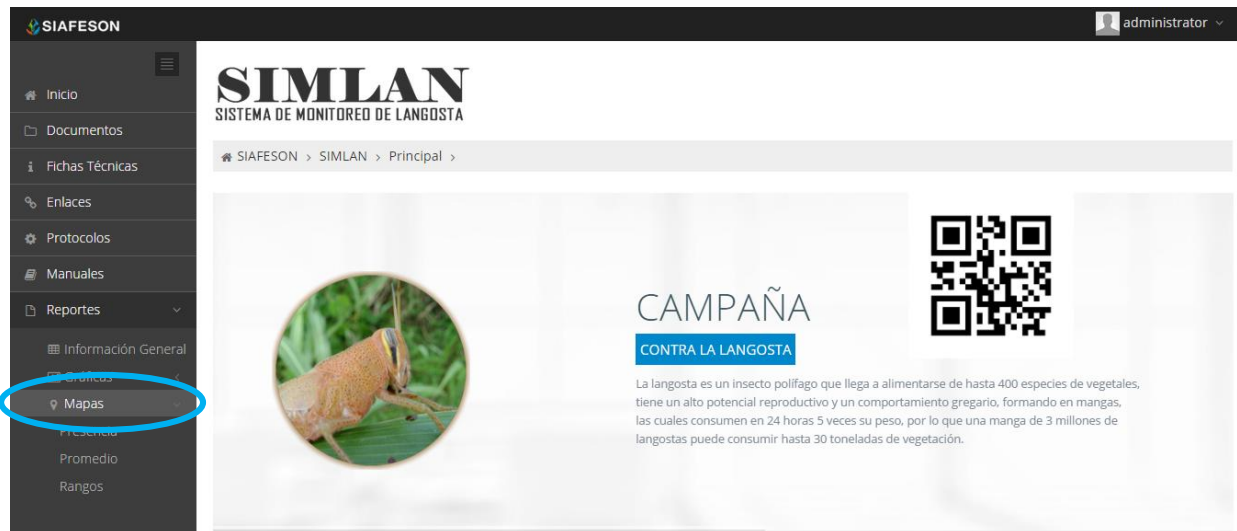 SIAFESON
administrator
Inicio
Documentos
Fichas Técnicas
Enlaces
Protocolos
Manuales
Reportes
Información General
Gráficas
Mapas
Presencia
Promedio
Rangos
SIMLAN
SISTEMA DE MONITOREO DE LANGOSTA
SIAFESON > SIMLAN > Principal >
CAMPAÑA
CONTRA LA LANGOSTA
La langosta es un insecto polífago que llega a alimentarse de hasta 400 especies de vegetales,
tiene un alto potencial reproductivo y un comportamiento gregario, formando en mangas,
las cuales consumen en 24 horas 5 veces su peso, por lo que una manga de 3 millones de
langostas puede consumir hasta 30 toneladas de vegetación.